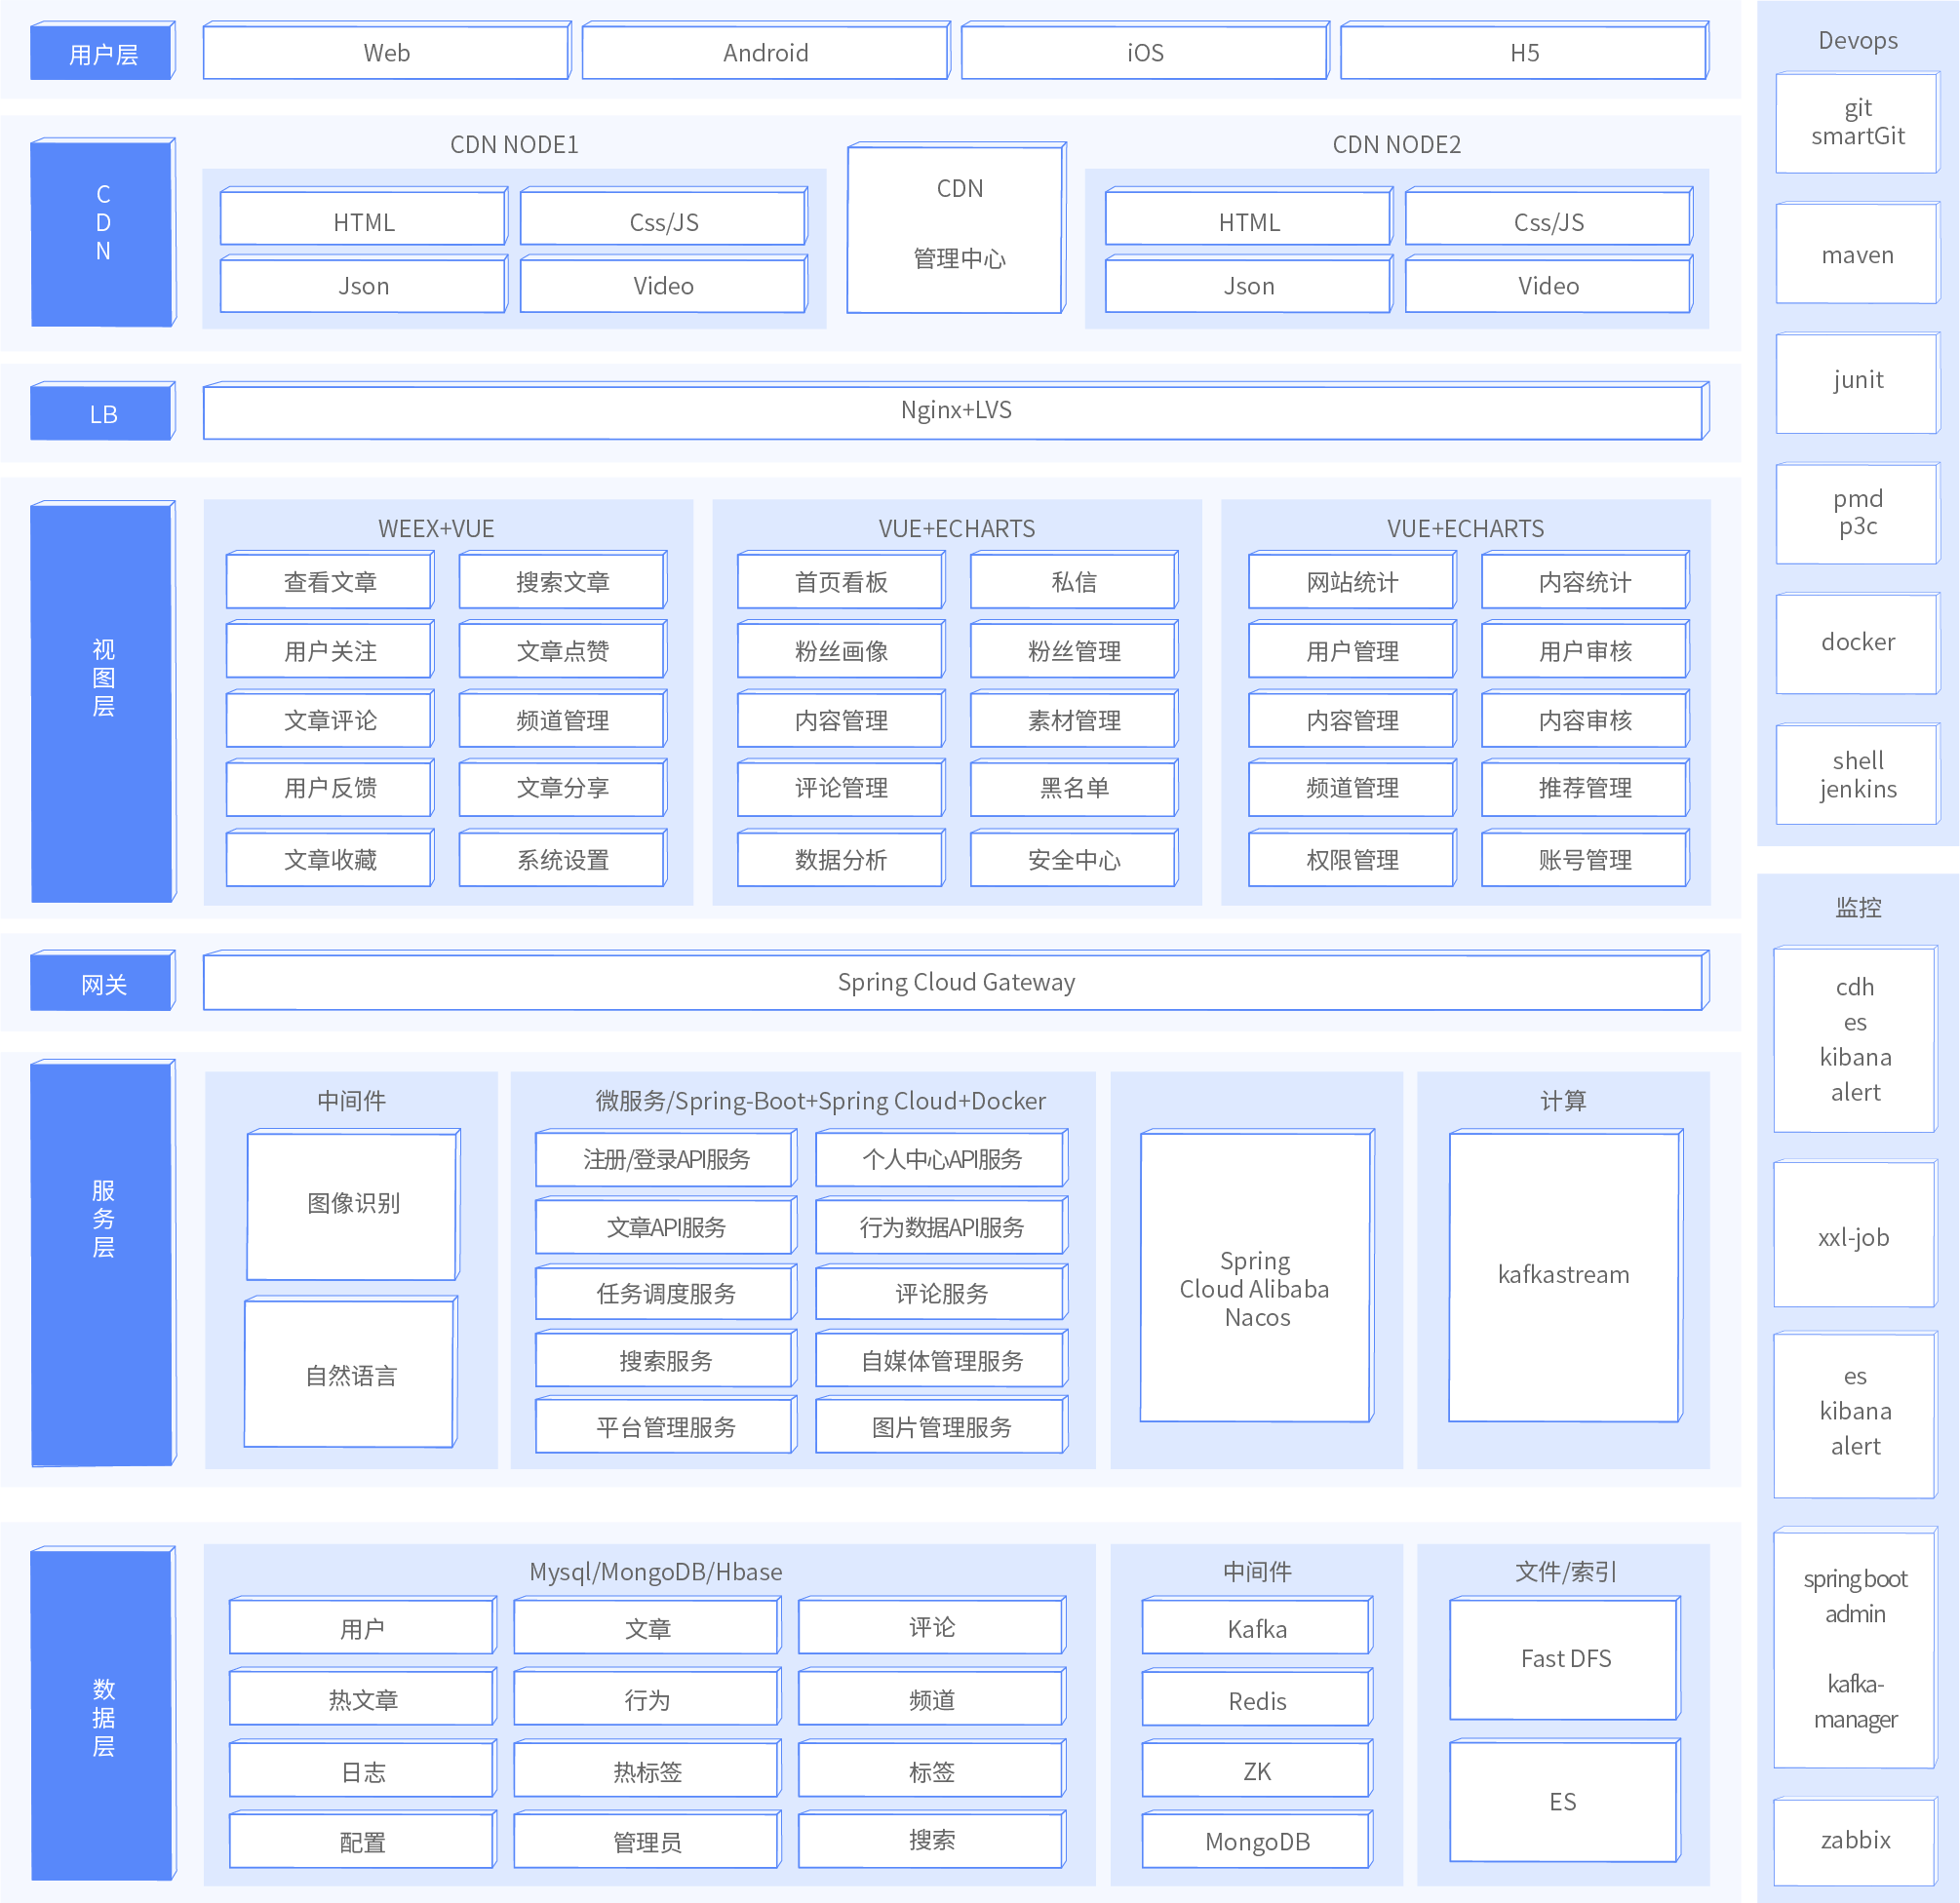 用户层
Web
Android
iOS
H5
C
D
N
CDN NODE1
HTML
Css/JS
Json
Video
CDN
管理中心
CDN NODE2
HTML
Css/JS
Json
Video
LB
Nginx+LVS
视
图
层
WEEX+VUE
查看文章
搜索文章
用户关注
文章点赞
文章评论
频道管理
用户反馈
文章分享
文章收藏
系统设置
VUE+ECHARTS
首页看板
私信
粉丝画像
粉丝管理
内容管理
素材管理
评论管理
黑名单
数据分析
安全中心
VUE+ECHARTS
网站统计
内容统计
用户管理
用户审核
内容管理
内容审核
频道管理
推荐管理
权限管理
账号管理
网关
Spring Cloud Gateway
服
务
层
中间件
图像识别
自然语言
微服务/Spring-Boot+Spring Cloud+Docker
注册/登录API服务
个人中心API服务
文章API服务
行为数据API服务
任务调度服务
评论服务
搜索服务
自媒体管理服务
平台管理服务
图片管理服务
Spring
Cloud Alibaba
Nacos
计算
kafkastream
数
据
层
Mysql/MongoDB/Hbase
用户
文章
评论
热文章
行为
频道
日志
热标签
标签
配置
管理员
搜索
中间件
Kafka
Redis
ZK
MongoDB
文件/索引
Fast DFS
ES
Devops
git
smartGit
maven
junit
pmd
p3c
docker
shell
jenkins
监控
cdh
es
kibana
alert
xxl-job
es
kibana
alert
spring boot
admin
kafka-
manager
zabbix